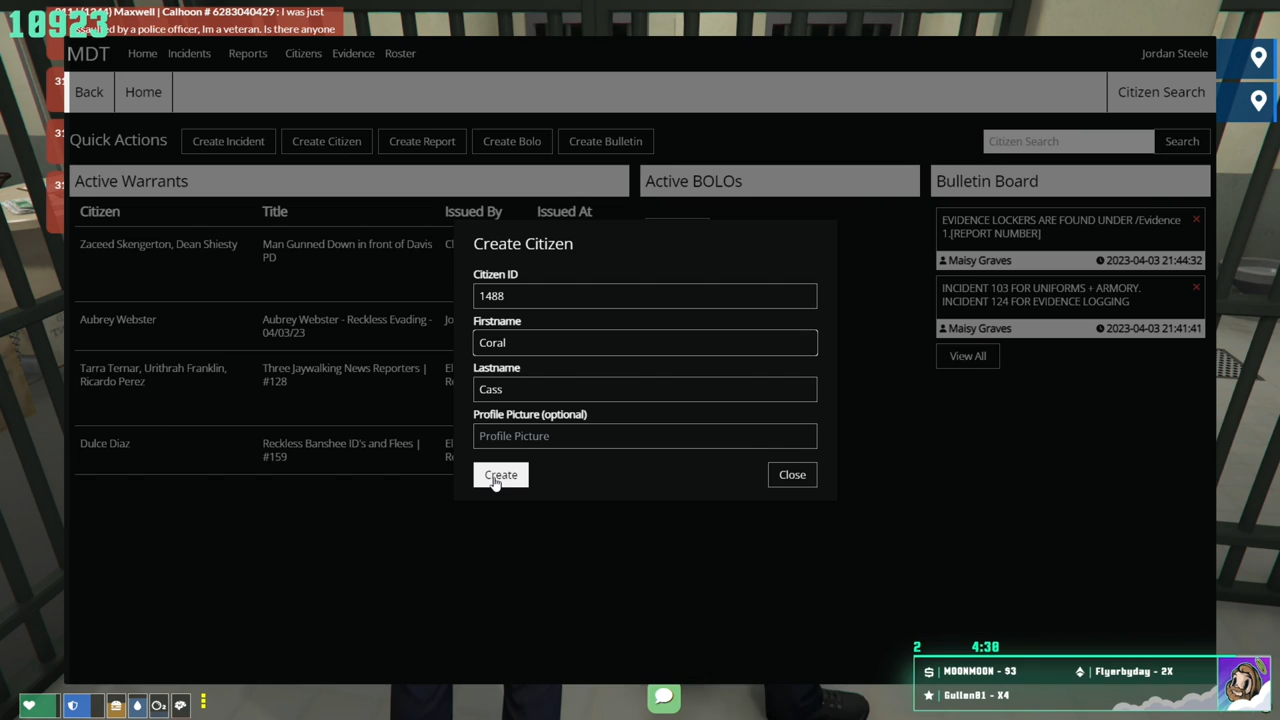 10923
(1244) Maxwell | Calhoon # 6283040429 : I was just
by a police officer, Im a veteran. Is there anyone
MDT Home Incidents Reports Citizens Evidence Roster Jordan Steele
Back Home Citizen Search
Quick Actions Create Incident Create Citizen Create Report Create Bolo Create Bulletin Citizen Search Search
Active Warrants Active BOLOs Bulletin Board
Citizen Title Issued By Issued At
Zaceed Skengerton, Dean Shiesty Man Gunned Down in front of Davis
PD
Aubrey Webster Aubrey Webster - Reckless Evading -
04/03/23
Tarra Ternar, Urithrah Franklin, Three Jaywalking News Reporters |
Ricardo Perez #128
Dulce Diaz Reckless Banshee ID's and Flees |
#159
Create Citizen
Citizen ID
1488
Firstname
Coral
Lastname
Cass
Profile Picture (optional)
Profile Picture
Create Close
EVIDENCE LOCKERS ARE FOUND UNDER /Evidence
1.[REPORT NUMBER]
Maisy Graves 2023-04-03 21:44:32
INCIDENT 103 FOR UNIFORMS + ARMORY.
INCIDENT 124 FOR EVIDENCE LOGGING
Maisy Graves 2023-04-03 21:41:41
View All
2 4:30
MOONMOON - $3 Flyerbyday - 2X
Gullen81 - X4